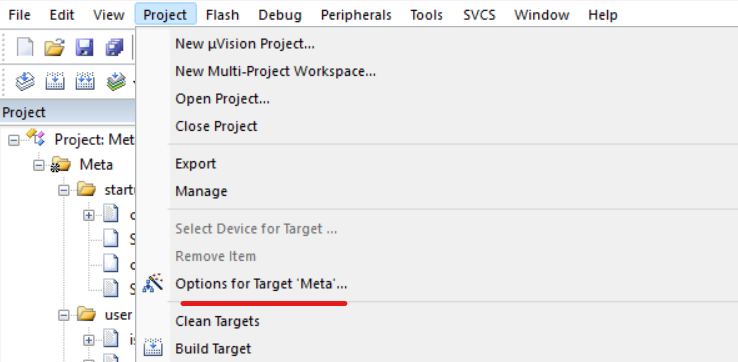 File Edit View Project Flash Debug Peripherals Tools SVCS Window Help
New µVision Project...
New Multi-Project Workspace...
Open Project...
Close Project
Export
Manage
Select Device for Target ...
Remove Item
Options for Target 'Meta'...
Clean Targets
Build Target
Project
Project: Met
Meta
start
user